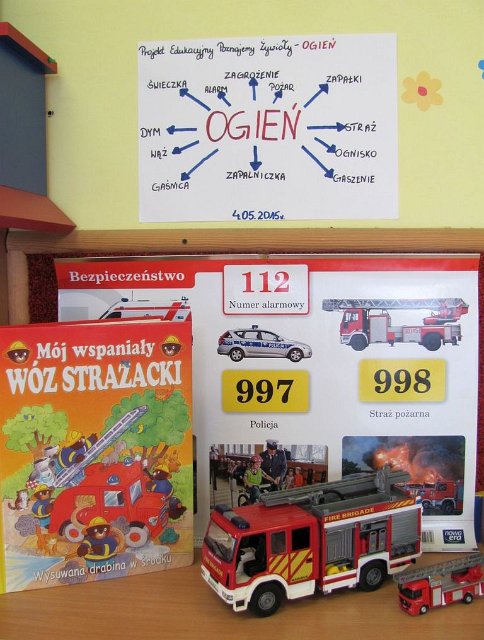 Projekt Edukacyjny Poznajemy Żywioły - OGIEŃ
ŚWIECZKA
ALARM
ZAGROŻENIE
POŻAR
ZAPAŁKI
DYM
OGIEŃ
STRAŻ
WĄŻ
OGNISKO
GAŚNICA
ZAPALNICZKA
GASZENIE
4.05.2015r.
Bezpieczeństwo
112
Numer alarmowy
997
Policja
998
Straż pożarna
nowa
era
Mój wspaniały
WÓZ STRAŻACKI
Wysuwana drabina w środku
FIRE BRIGADE